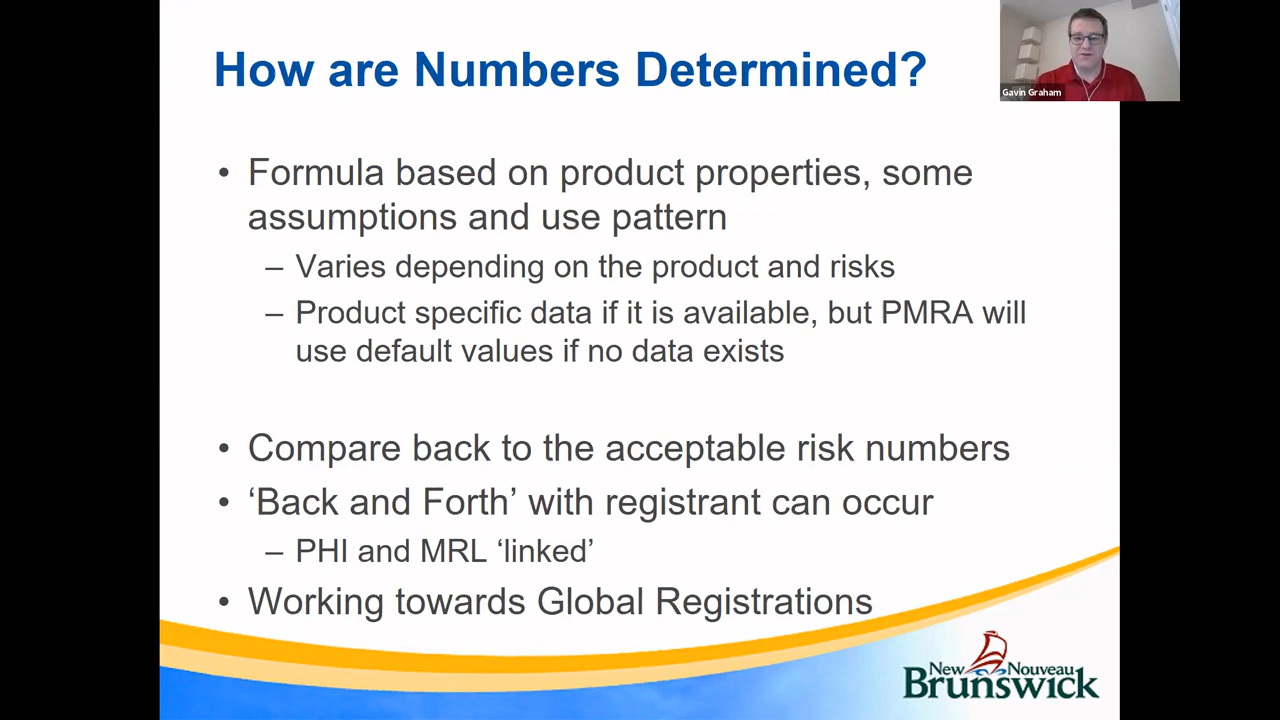 How are Numbers Determined?
Gavin Graham
• Formula based on product properties, some
assumptions and use pattern
– Varies depending on the product and risks
– Product specific data if it is available, but PMRA will
use default values if no data exists
• Compare back to the acceptable risk numbers
• ‘Back and Forth’ with registrant can occur
– PHI and MRL ‘linked’
• Working towards Global Registrations
New Nouveau
Brunswick